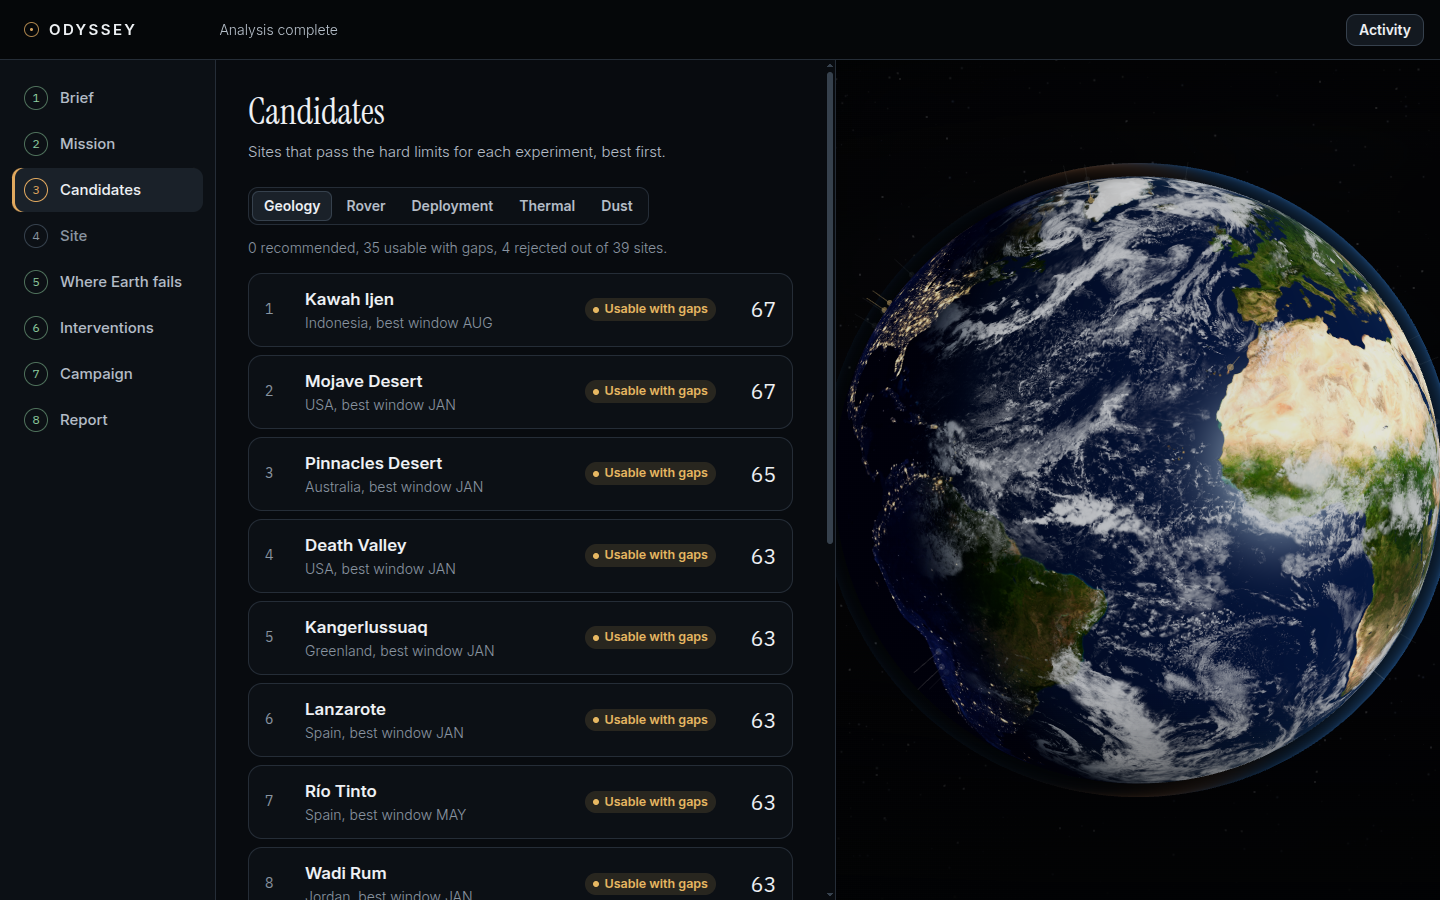 ODYSSEY
Analysis complete
Activity
1 Brief
2 Mission
3 Candidates
4 Site
5 Where Earth fails
6 Interventions
7 Campaign
8 Report
Candidates
Sites that pass the hard limits for each experiment, best first.
Geology Rover Deployment Thermal Dust
0 recommended, 35 usable with gaps, 4 rejected out of 39 sites.
1 Kawah Ijen Usable with gaps 67
Indonesia, best window AUG
2 Mojave Desert Usable with gaps 67
USA, best window JAN
3 Pinnacles Desert Usable with gaps 65
Australia, best window JAN
4 Death Valley Usable with gaps 63
USA, best window JAN
5 Kangerlussuaq Usable with gaps 63
Greenland, best window JAN
6 Lanzarote Usable with gaps 63
Spain, best window JAN
7 Río Tinto Usable with gaps 63
Spain, best window MAY
8 Wadi Rum Usable with gaps 63
Jordan, best window JAN